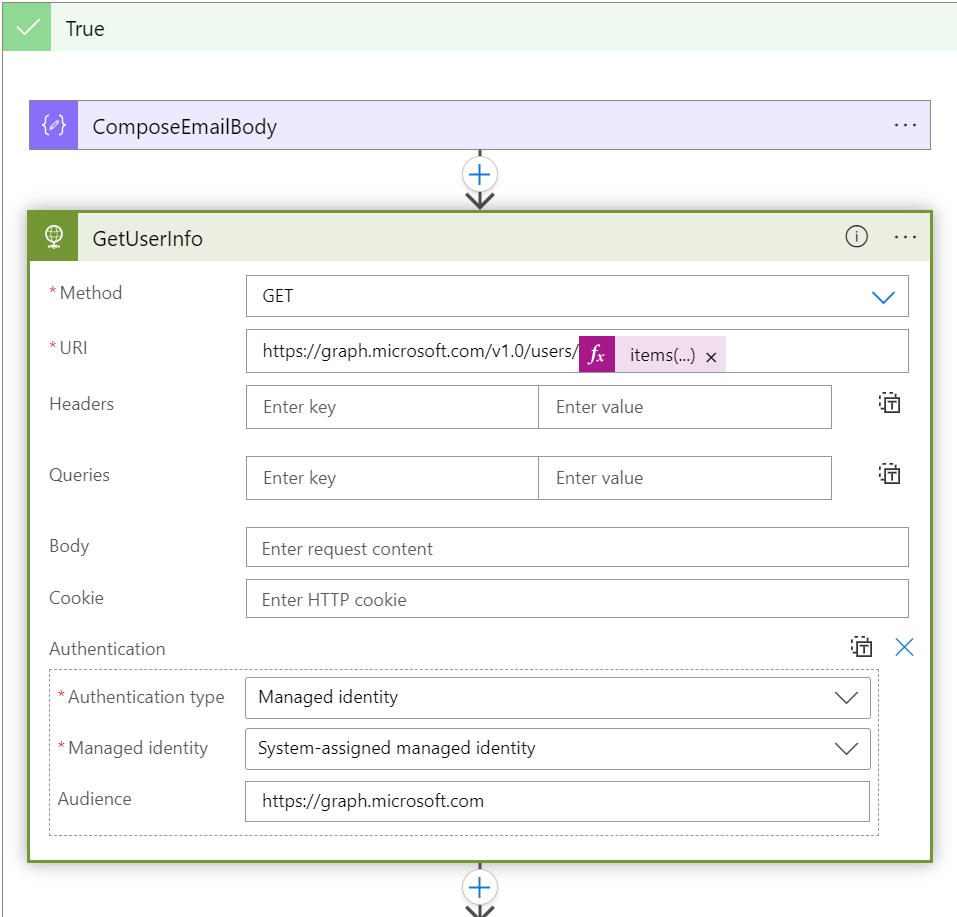 True
ComposeEmailBody
GetUserInfo
* Method GET
* URI https://graph.microsoft.com/v1.0/users/ fx items(...) ×
Headers Enter key Enter value
Queries Enter key Enter value
Body Enter request content
Cookie Enter HTTP cookie
Authentication
* Authentication type Managed identity
* Managed identity System-assigned managed identity
Audience https://graph.microsoft.com